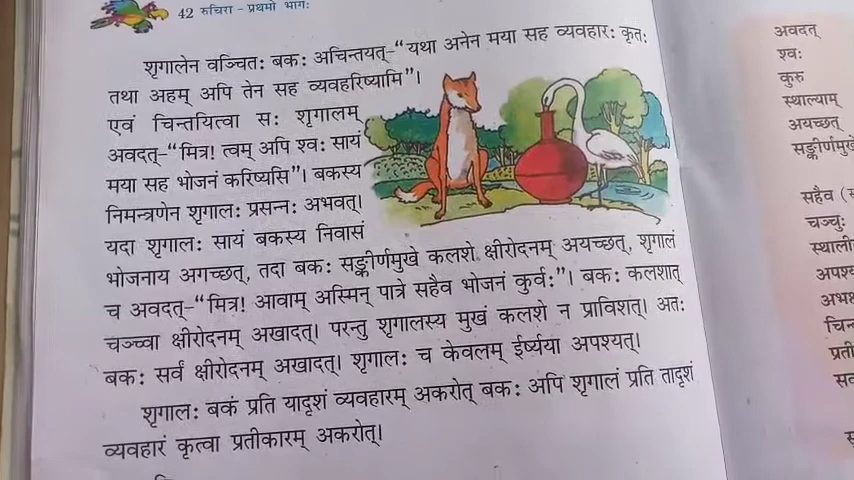 42 रुचिरा - प्रथमो भागः
शृगालेन वञ्चितः बकः अचिन्तयत्–“यथा अनेन मया सह व्यवहारः कृतः
तथा अहम् अपि तेन सह व्यवहरिष्यामि”।
एवं चिन्तयित्वा सः शृगालम्
अवदत्–“मित्र! त्वम् अपि श्वः सायं
मया सह भोजनं करिष्यसि”। बकस्य
निमन्त्रणेन शृगालः प्रसन्नः अभवत्।
यदा शृगालः सायं बकस्य निवासं
भोजनाय अगच्छत्, तदा बकः सङ्कीर्णमुखे कलशे क्षीरोदनम् अयच्छत्, शृगालं
च अवदत्–“मित्र! आवाम् अस्मिन् पात्रे सहैव भोजनं कुर्वः”। बकः कलशात्
चञ्च्वा क्षीरोदनम् अखादत्। परन्तु शृगालस्य मुखं कलशे न प्राविशत्। अतः
बकः सर्वं क्षीरोदनम् अखादत्। शृगालः च केवलम् ईर्ष्यया अपश्यत्।
शृगालः बकं प्रति यादृशं व्यवहारम् अकरोत् बकः अपि शृगालं प्रति तादृशं
व्यवहारं कृत्वा प्रतीकारम् अकरोत्।
अवदत्
श्वः
कुरु
स्थाल्याम्
अयच्छत्
सङ्कीर्णमुखे
सहैव
चञ्चुः